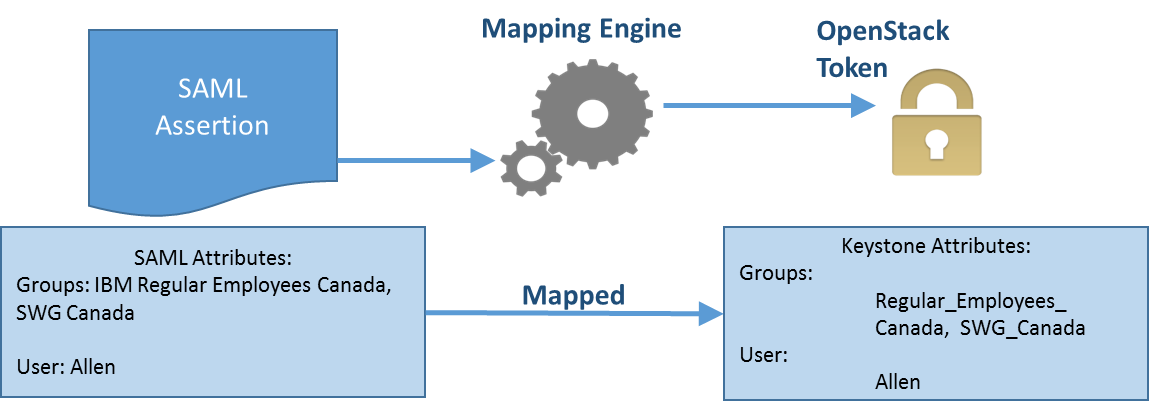 SAML
Assertion
Mapping Engine
OpenStack
Token
SAML Attributes:
Groups: IBM Regular Employees Canada,
SWG Canada
User: Allen
Mapped
Keystone Attributes:
Groups:
Regular_Employees_
Canada, SWG_Canada
User:
Allen